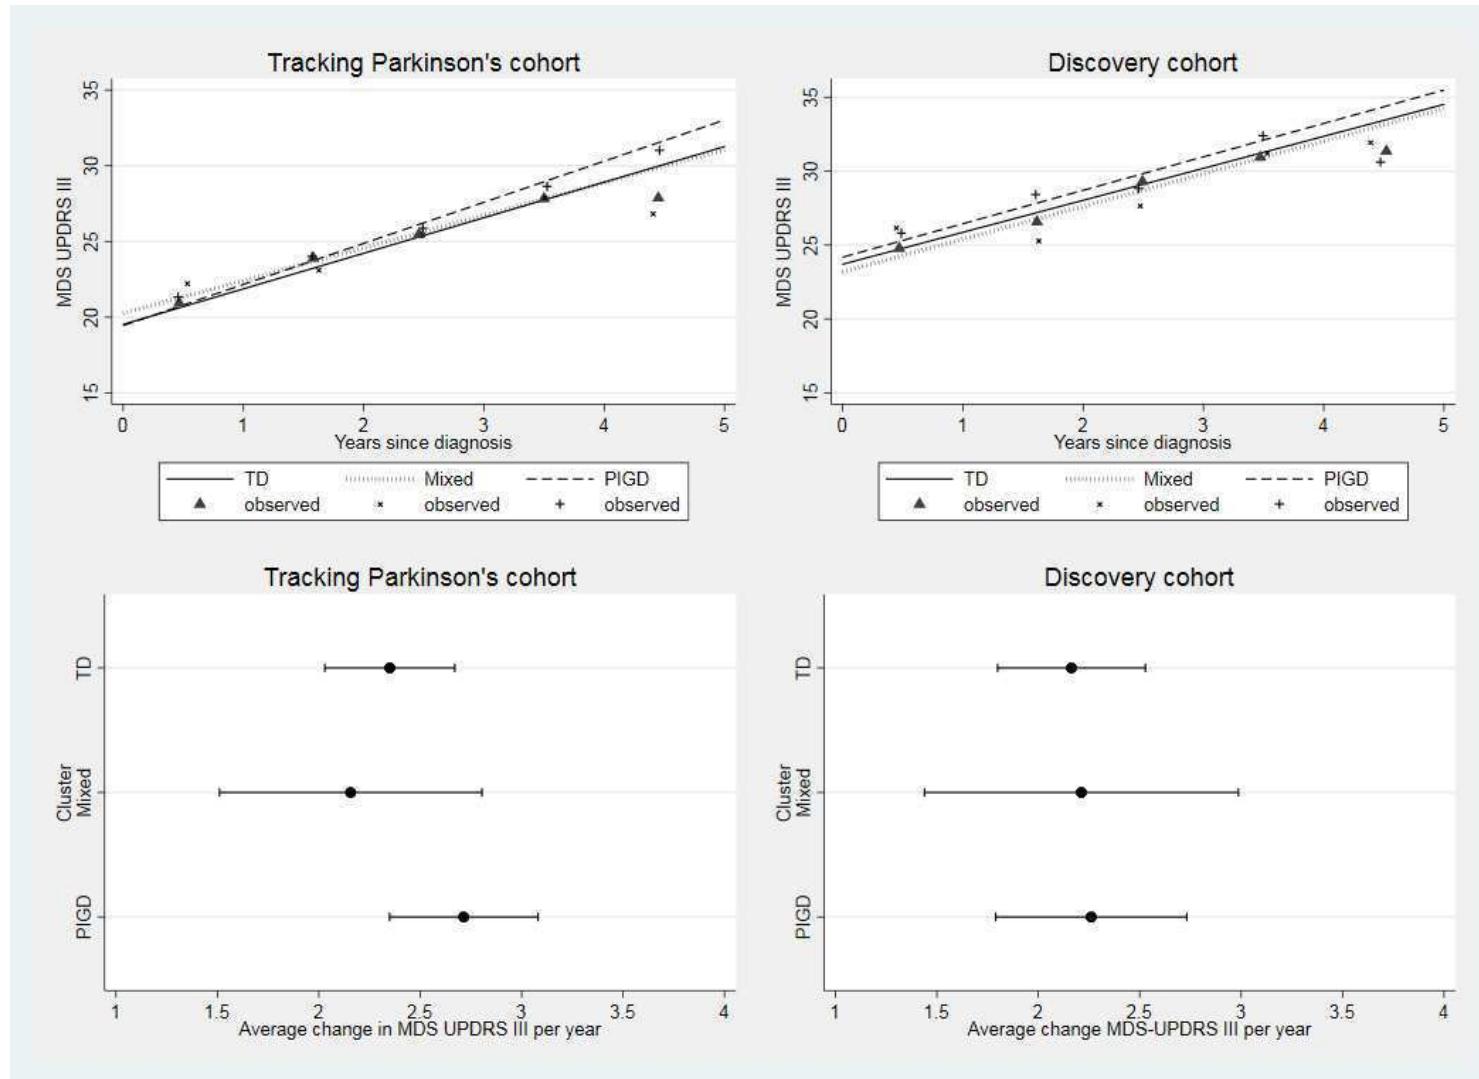 Tracking Parkinson's cohort
MDS UPDRS III
35
30
25
20
15
0 1 2 3 4 5
Years since diagnosis
TD Mixed PIGD
observed observed observed
Discovery cohort
MDS UPDRS III
35
30
25
20
15
0 1 2 3 4 5
Years since diagnosis
TD Mixed PIGD
observed observed observed
Tracking Parkinson's cohort
Cluster
TD
Mixed
PIGD
1 1.5 2 2.5 3 3.5 4
Average change in MDS UPDRS III per year
Discovery cohort
Cluster
TD
Mixed
PIGD
1 1.5 2 2.5 3 3.5 4
Average change MDS-UPDRS III per year